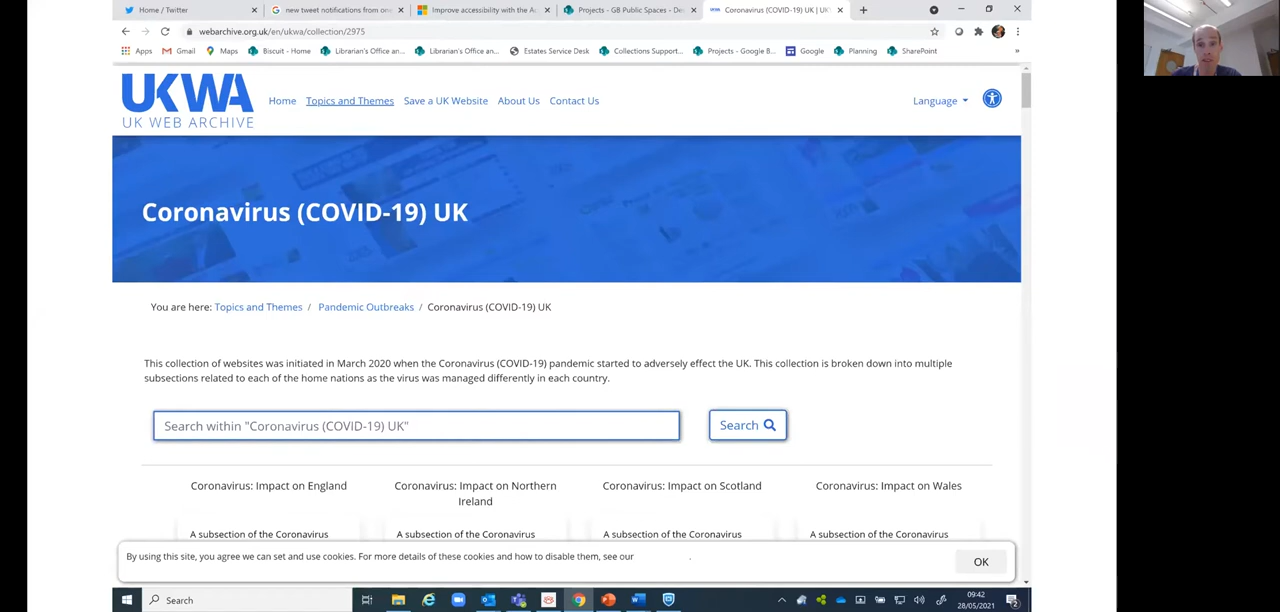 Home / Twitter
new tweet notifications from one
Improve accessibility with the Ac
Projects - GB Public Spaces - De
Coronavirus (COVID-19) UK | UK
webarchive.org.uk/en/ukwa/collection/2975
Apps Gmail Maps Biscuit - Home Librarian's Office an... Librarian's Office an... Estates Service Desk Collections Support... Projects - Google B... Google Planning SharePoint
UKWA
UK WEB ARCHIVE
Home Topics and Themes Save a UK Website About Us Contact Us Language
Coronavirus (COVID-19) UK
You are here: Topics and Themes / Pandemic Outbreaks / Coronavirus (COVID-19) UK
This collection of websites was initiated in March 2020 when the Coronavirus (COVID-19) pandemic started to adversely effect the UK. This collection is broken down into multiple
subsections related to each of the home nations as the virus was managed differently in each country.
Search within "Coronavirus (COVID-19) UK"
Search
Coronavirus: Impact on England
Coronavirus: Impact on Northern
Ireland
Coronavirus: Impact on Scotland
Coronavirus: Impact on Wales
A subsection of the Coronavirus
A subsection of the Coronavirus
A subsection of the Coronavirus
A subsection of the Coronavirus
By using this site, you agree we can set and use cookies. For more details of these cookies and how to disable them, see our .
OK
Search
09:42
28/05/2021
2